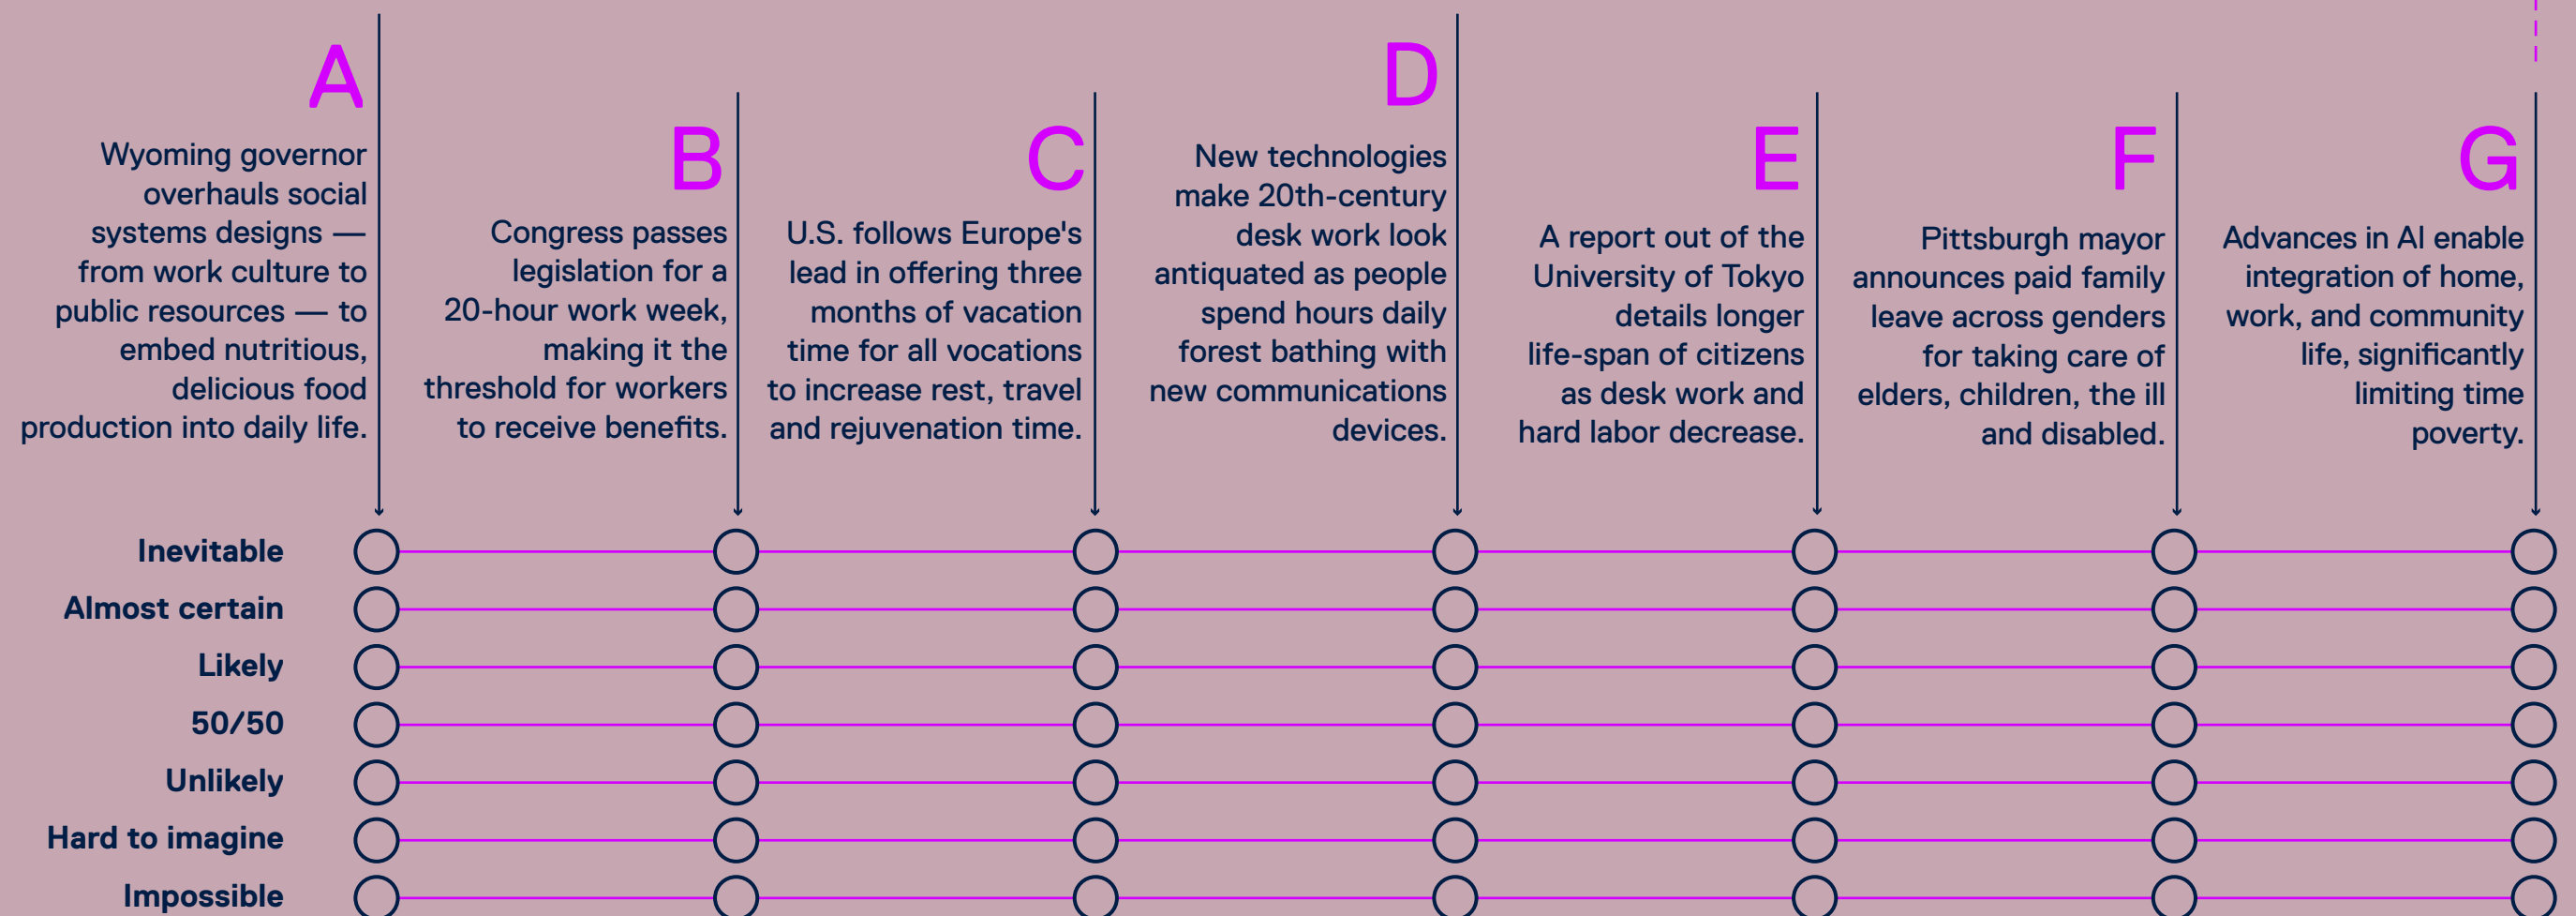 A
Wyoming governor
overhauls social
systems designs —
from work culture to
public resources — to
embed nutritious,
delicious food
production into daily life.
B
Congress passes
legislation for a
20-hour work week,
making it the
threshold for workers
to receive benefits.
C
U.S. follows Europe's
lead in offering three
months of vacation
time for all vocations
to increase rest, travel
and rejuvenation time.
D
New technologies
make 20th-century
desk work look
antiquated as people
spend hours daily
forest bathing with
new communications
devices.
E
A report out of the
University of Tokyo
details longer
life-span of citizens
as desk work and
hard labor decrease.
F
Pittsburgh mayor
announces paid family
leave across genders
for taking care of
elders, children, the ill
and disabled.
G
Advances in AI enable
integration of home,
work, and community
life, significantly
limiting time
poverty.
Inevitable
Almost certain
Likely
50/50
Unlikely
Hard to imagine
Impossible